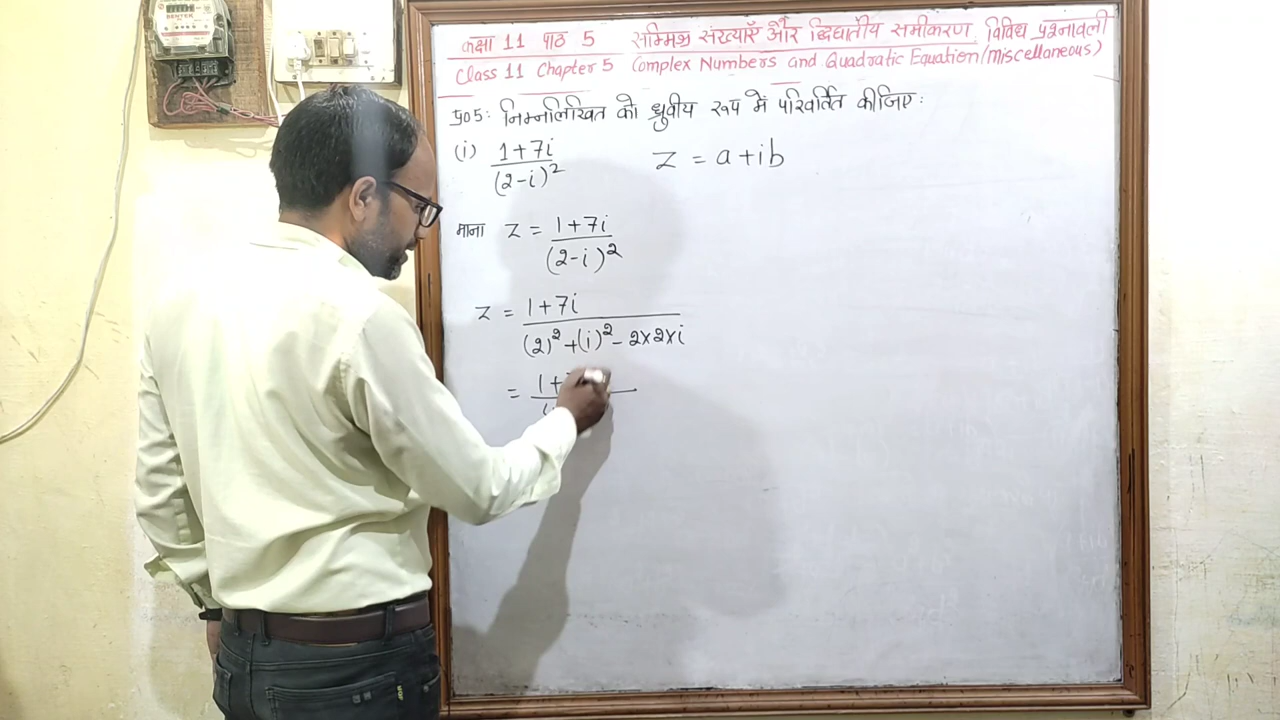 BENTEK
कक्षा 11 पाठ 5 सम्मिश्र संख्याएँ और द्विघातीय समीकरण विविध प्रश्नावली
Class 11 Chapter 5 Complex Numbers and Quadratic Equation/miscellaneous)
प्र05: निम्नलिखित को ध्रुवीय रूप में परिवर्तित कीजिए:
(i) 1+7i / (2-i)² z = a+ib
माना z = 1+7i / (2-i)²
z = 1+7i / (2)²+(i)²-2×2×i
= 1+